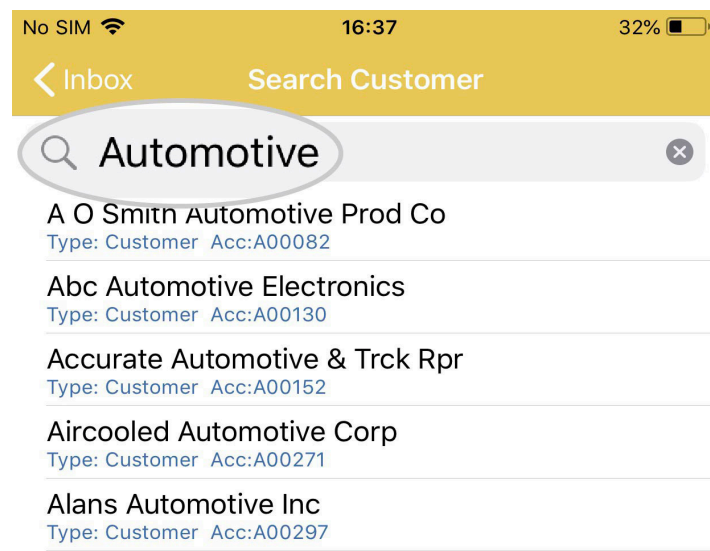 No SIM 16:37 32%
Inbox Search Customer
Automotive
A O Smith Automotive Prod Co
Type: Customer Acc:A00082
Abc Automotive Electronics
Type: Customer Acc:A00130
Accurate Automotive & Trck Rpr
Type: Customer Acc:A00152
Aircooled Automotive Corp
Type: Customer Acc:A00271
Alans Automotive Inc
Type: Customer Acc:A00297